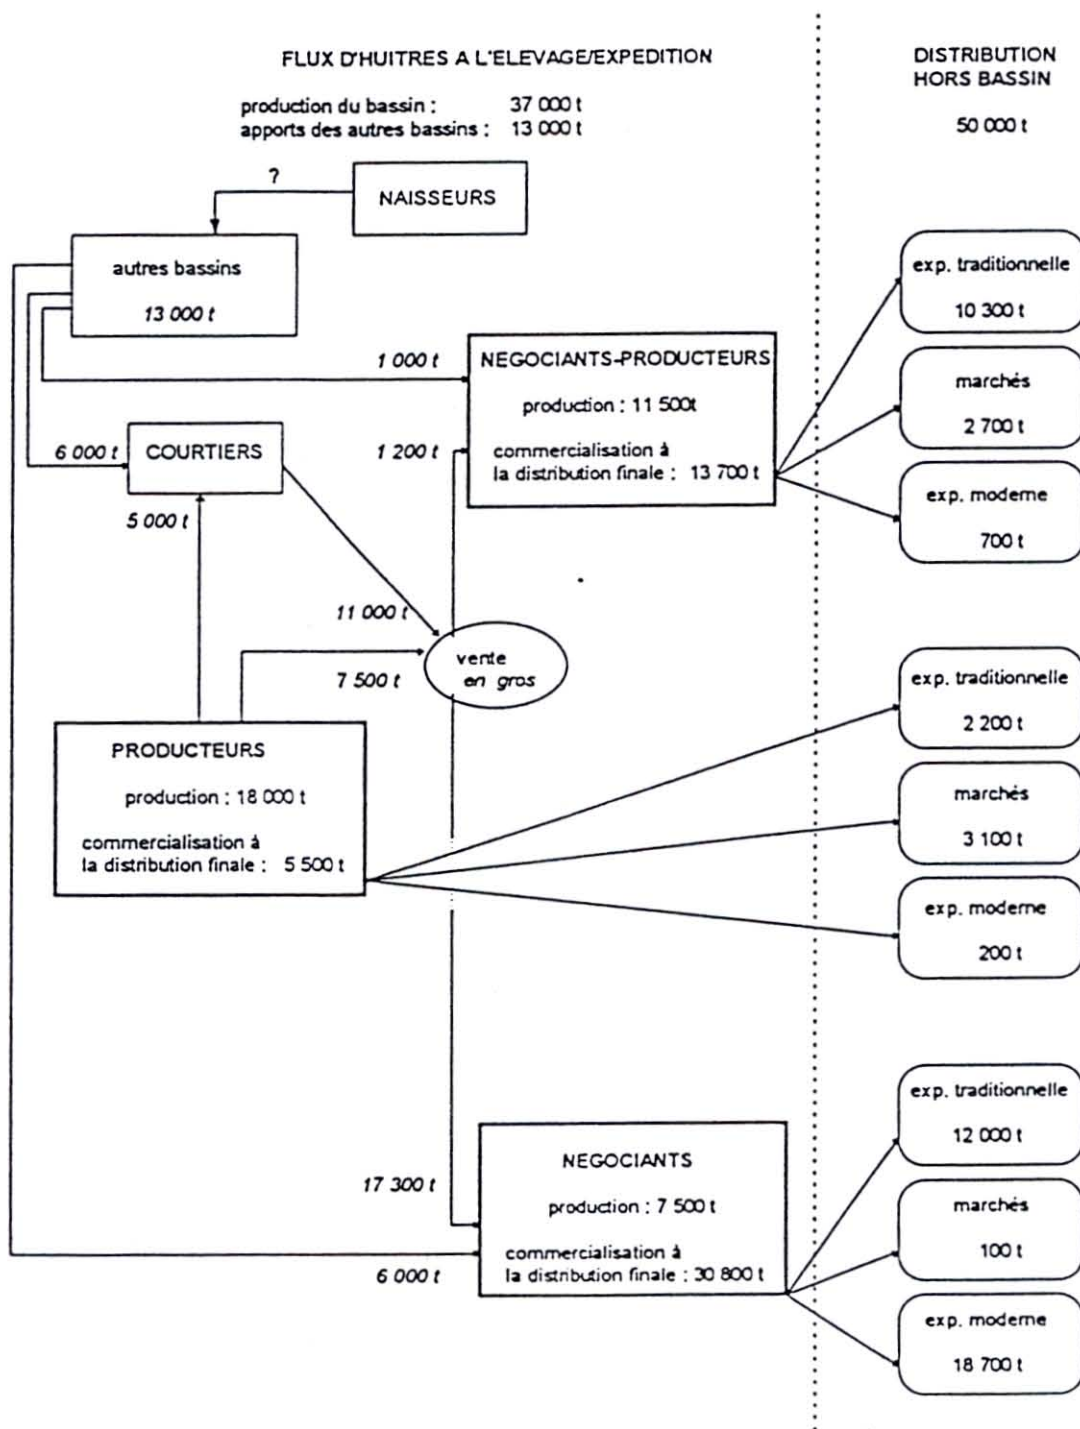 FLUX D'HUITRES A L'ELEVAGE/EXPEDITION
production du bassin : 37 000 t
apports des autres bassins : 13 000 t
DISTRIBUTION
HORS BASSIN
50 000 t
?
NAISSEURS
autres bassins
13 000 t
1 000 t
NEGOCIANTS-PRODUCTEURS
production : 11 500t
commercialisation à
la distribution finale : 13 700 t
1 200 t
6 000 t
COURTIERS
5 000 t
exp. traditionnelle
10 300 t
marchés
2 700 t
exp. moderne
700 t
11 000 t
7 500 t
vente
en gros
PRODUCTEURS
production : 18 000 t
commercialisation à
la distribution finale : 5 500 t
exp. traditionnelle
2 200 t
marchés
3 100 t
exp. moderne
200 t
17 300 t
6 000 t
NEGOCIANTS
production : 7 500 t
commercialisation à
la distribution finale : 30 800 t
exp. traditionnelle
12 000 t
marchés
100 t
exp. moderne
18 700 t